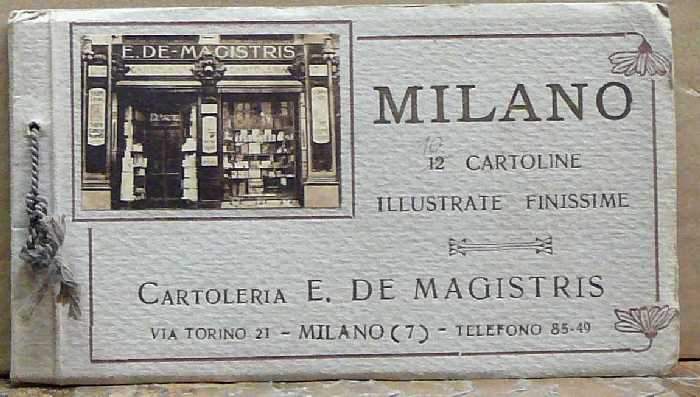 E. DE-MAGISTRIS
MILANO
10
12 CARTOLINE
ILLUSTRATE FINISSIME
CARTOLERIA E. DE MAGISTRIS
VIA TORINO 21 – MILANO (7) – TELEFONO 85-49